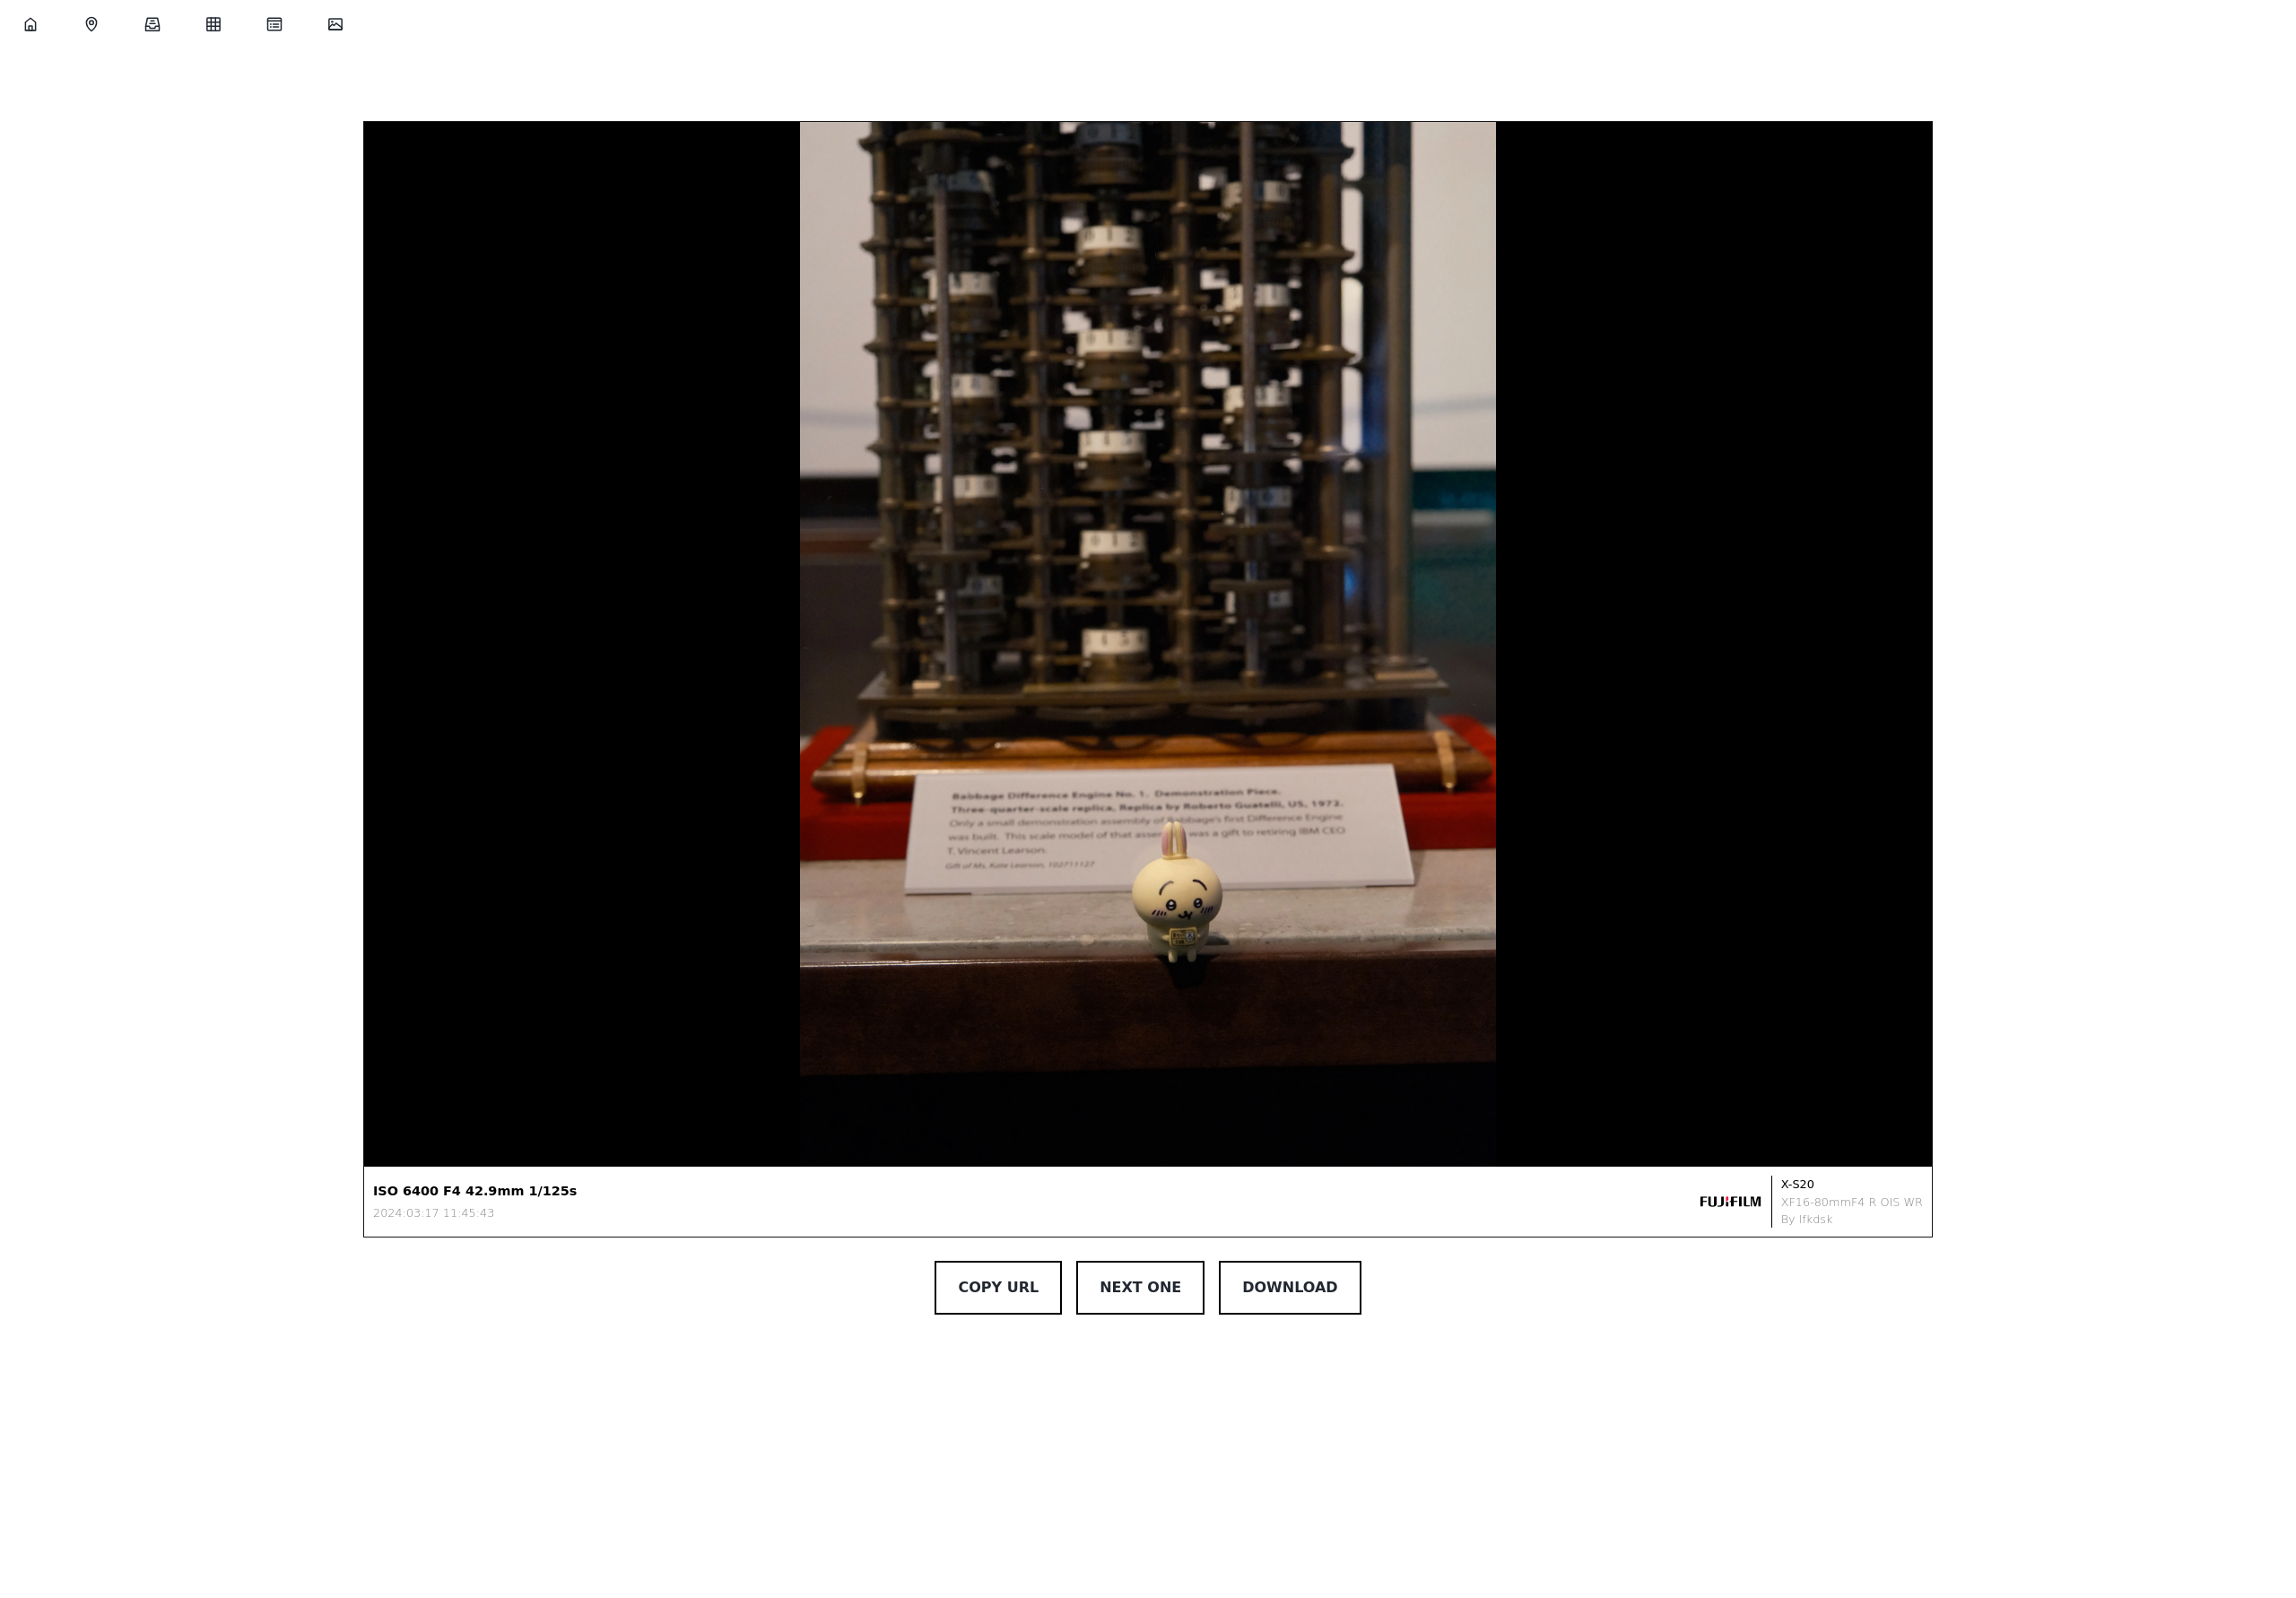 Babbage Difference Engine No. 1. Demonstration Piece.
Three-quarter-scale replica, Replica by Roberto Guatelli, US, 1972.
Only a small demonstration assembly of Babbage's first Difference Engine
was built. This scale model of that was a gift to retiring IBM CEO
T. Vincent Learson.
Gift of Ms. Kate Learson, 102711127
ISO 6400 F4 42.9mm 1/125s
2024:03:17 11:45:43
FUJIFILM
X-S20
XF16-80mmF4 R OIS WR
By lfkdsk
COPY URL
NEXT ONE
DOWNLOAD